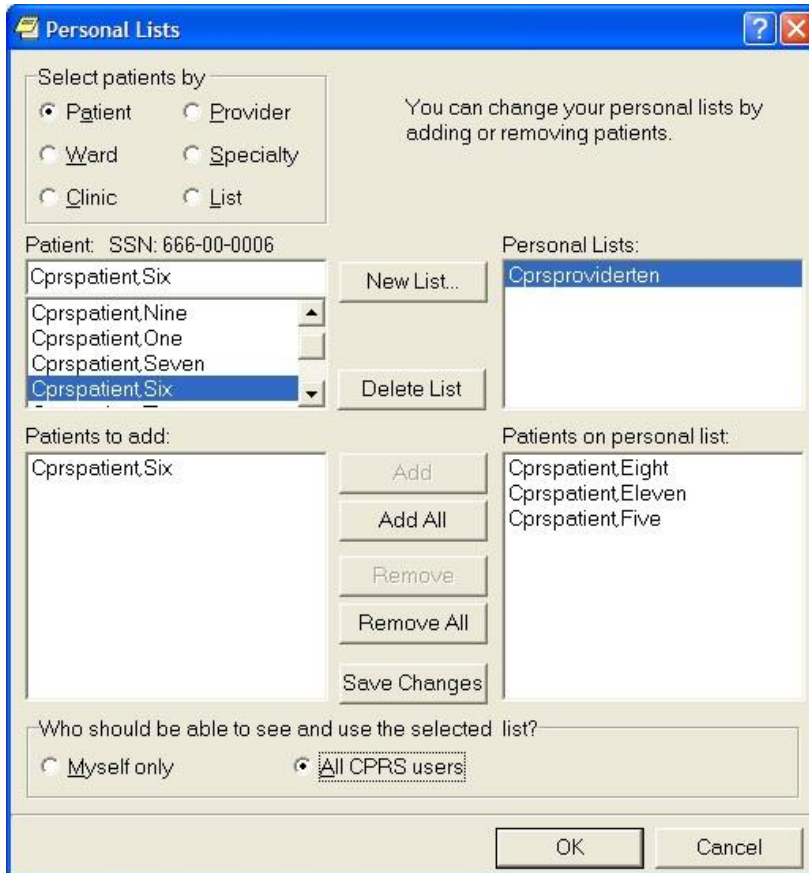 Personal Lists
Select patients by
Patient Provider
Ward Specialty
Clinic List
You can change your personal lists by
adding or removing patients.
Patient: SSN: 666-00-0006
Cprspatient,Six
Cprspatient,Nine
Cprspatient,One
Cprspatient,Seven
Cprspatient,Six
New List...
Delete List
Personal Lists:
Cprsproviderten
Patients to add:
Cprspatient,Six
Add
Add All
Remove
Remove All
Save Changes
Patients on personal list:
Cprspatient,Eight
Cprspatient,Eleven
Cprspatient,Five
Who should be able to see and use the selected list?
Myself only All CPRS users
OK Cancel